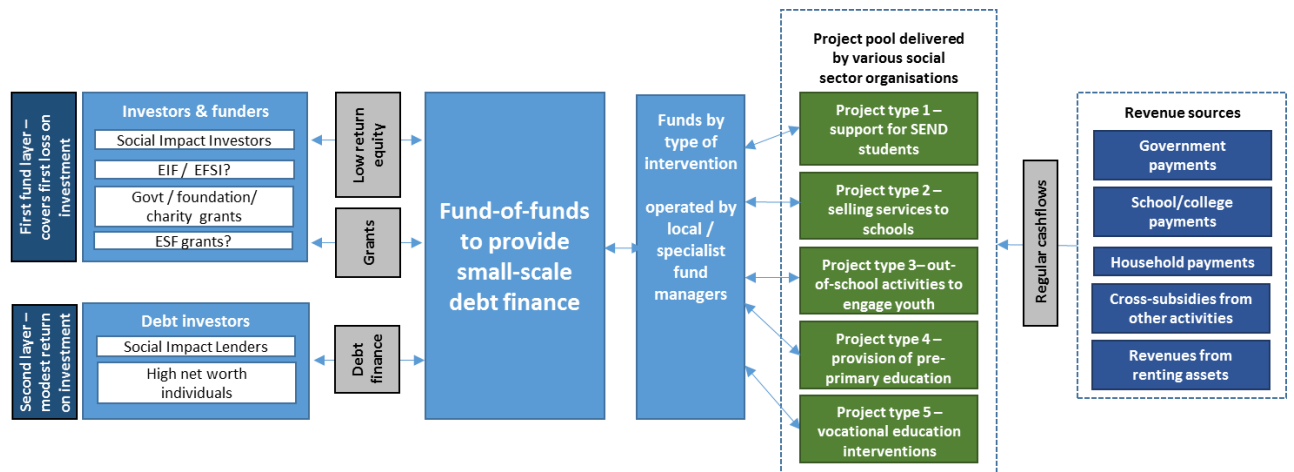 First fund layer –
covers first loss on
investment
Investors & funders
Social Impact Investors
EIF / EFSI?
Govt / foundation/
charity grants
ESF grants?
Second layer –
modest return
on investment
Debt investors
Social Impact Lenders
High net worth
individuals
Low return
equity
Grants
Debt
finance
Fund-of-funds
to provide
small-scale
debt finance
Funds by
type of
intervention
operated by
local /
specialist
fund
managers
Project pool delivered
by various social
sector organisations
Project type 1 –
support for SEND
students
Project type 2 –
selling services to
schools
Project type 3– out-
of-school activities to
engage youth
Project type 4 –
provision of pre-
primary education
Project type 5 –
vocational education
interventions
Regular cashflows
Revenue sources
Government
payments
School/college
payments
Household payments
Cross-subsidies from
other activities
Revenues from
renting assets